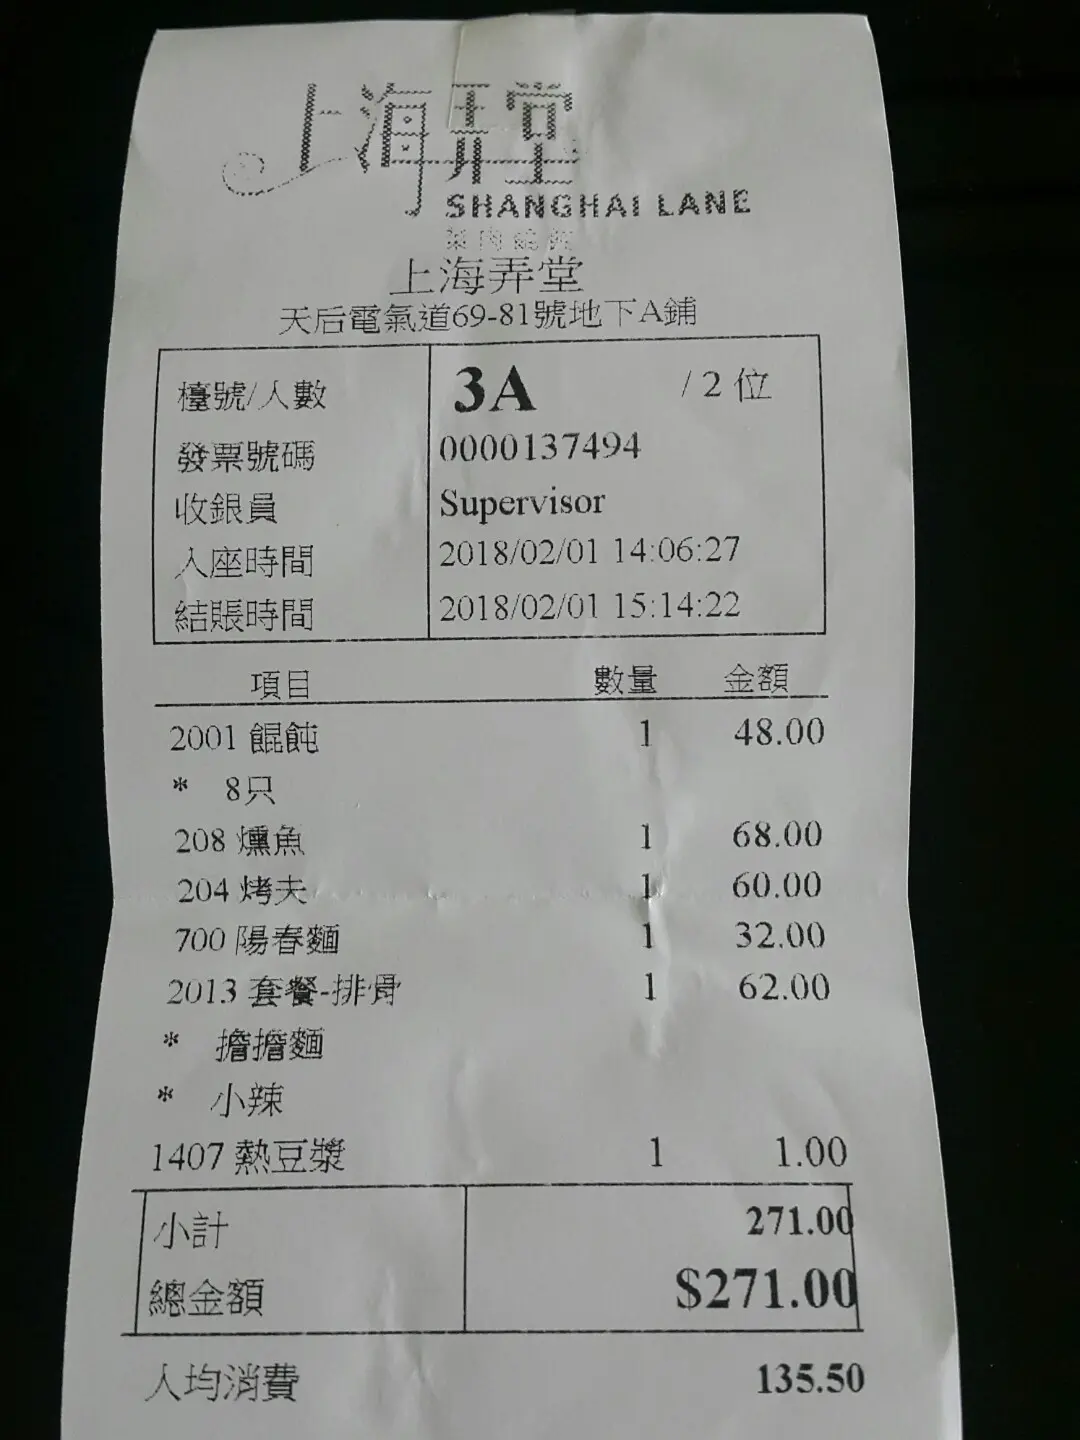 上海弄堂
SHANGHAI LANE
菜肉餛飩
上海弄堂
天后電氣道69-81號地下A鋪
檯號/人數 3A / 2 位
發票號碼 0000137494
收銀員 Supervisor
入座時間 2018/02/01 14:06:27
結賬時間 2018/02/01 15:14:22
項目 數量 金額
2001 餛飩 1 48.00
* 8只
208 燻魚 1 68.00
204 烤夫 1 60.00
700 陽春麵 1 32.00
2013 套餐-排骨 1 62.00
* 擔擔麵
* 小辣
1407 熱豆漿 1 1.00
小計 271.00
總金額 $271.00
人均消費 135.50